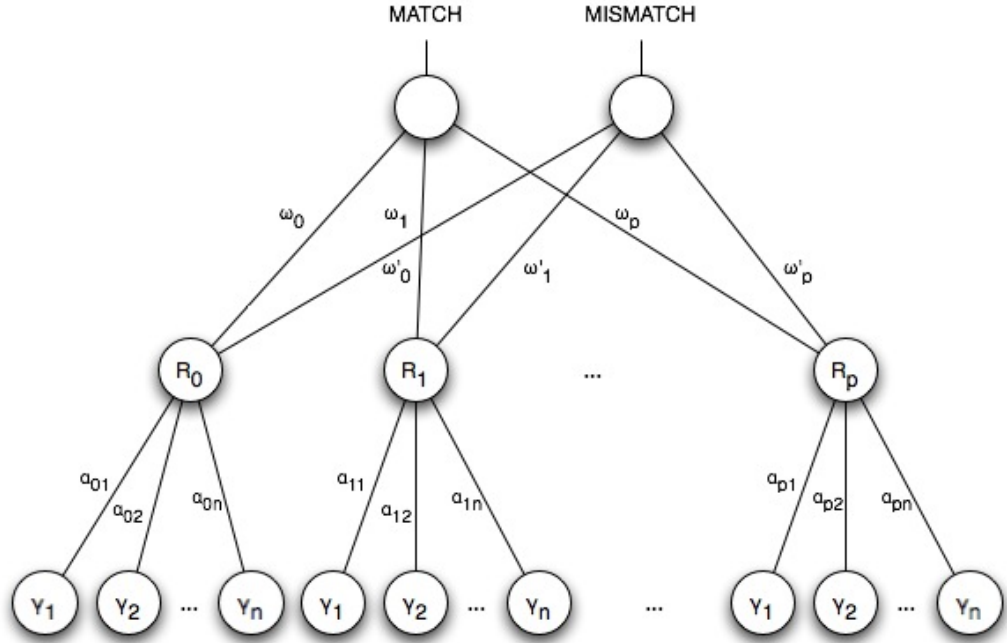 MATCH MISMATCH
ω₀ ω₁ ωₚ
ω'₀ ω'₁ ω'ₚ
R₀ R₁ ... Rₚ
α₀₁ α₀₂ α₀ₙ α₁₁ α₁₂ α₁ₙ αₚ₁ αₚ₂ αₚₙ
γ₁ γ₂ ... γₙ γ₁ γ₂ ... γₙ ... γ₁ γ₂ ... γₙ